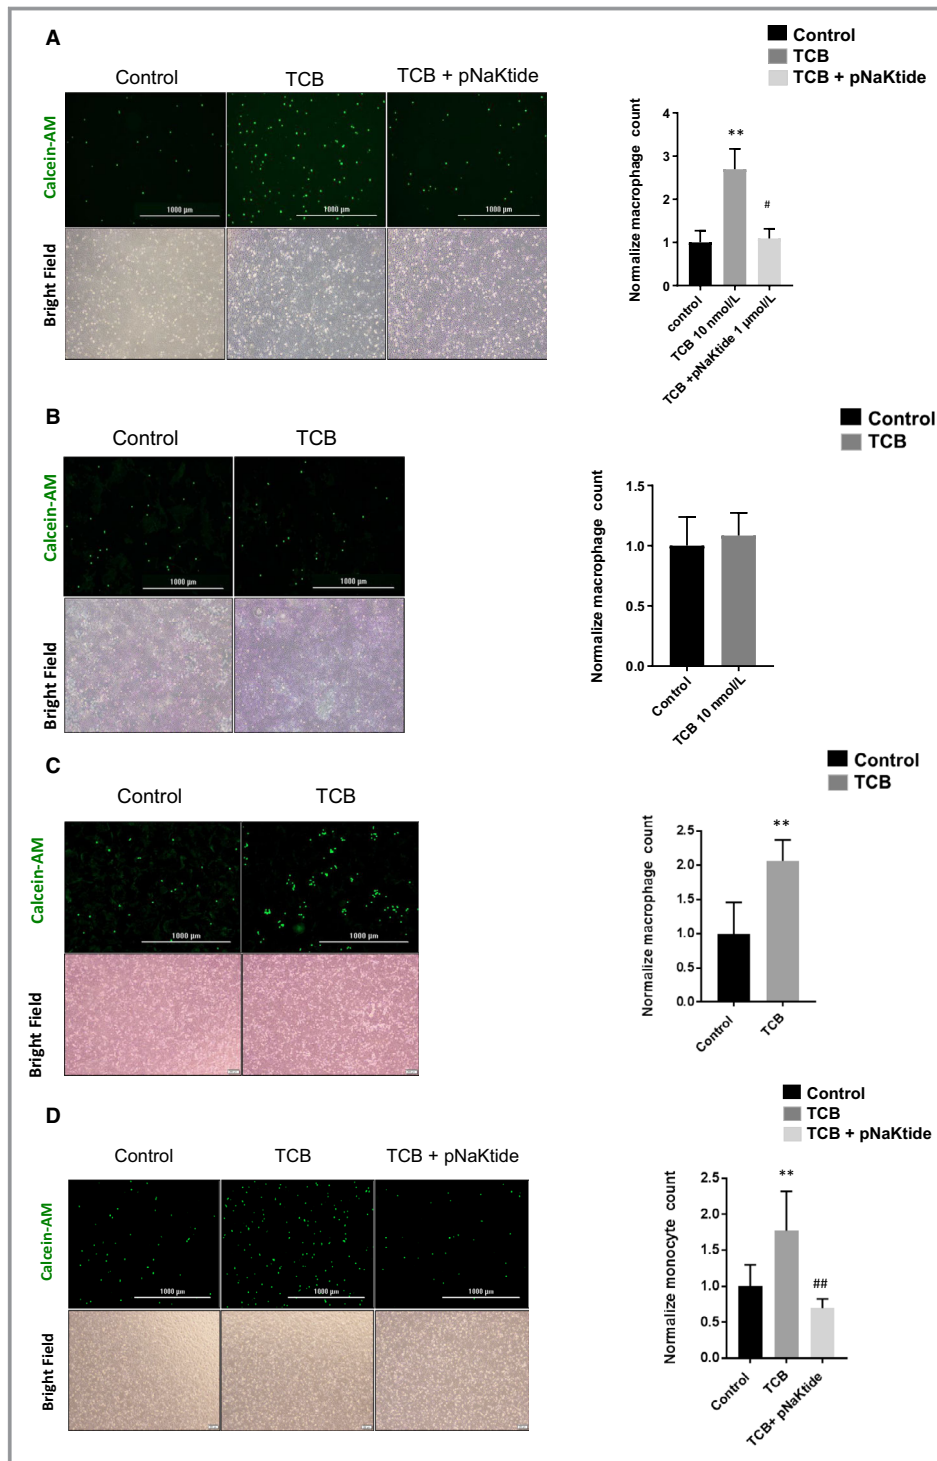 A
Control
TCB
TCB + pNaKtide
Control
TCB
TCB + pNaKtide
Calcein-AM
1000 µm
1000 µm
1000 µm
Bright Field
Normalize macrophage count
4
3
2
1
0
**
#
control
TCB 10 nmol/L
TCB +pNaKtide 1 µmol/L
B
Control
TCB
Control
TCB
Calcein-AM
1000 µm
1000 µm
Bright Field
Normalize macrophage count
1.5
1.0
0.5
0.0
Control
TCB 10 nmol/L
C
Control
TCB
Control
TCB
Calcein-AM
1000 µm
1000 µm
Bright Field
Normalize macrophage count
2.5
2.0
1.5
1.0
0.5
0.0
**
Control
TCB
D
Control
TCB
TCB + pNaKtide
Control
TCB
TCB + pNaKtide
Calcein-AM
1000 µm
1000 µm
1000 µm
Bright Field
Normalize monocyte count
2.5
2.0
1.5
1.0
0.5
0.0
**
##
Control
TCB
TCB+ pNaKtide